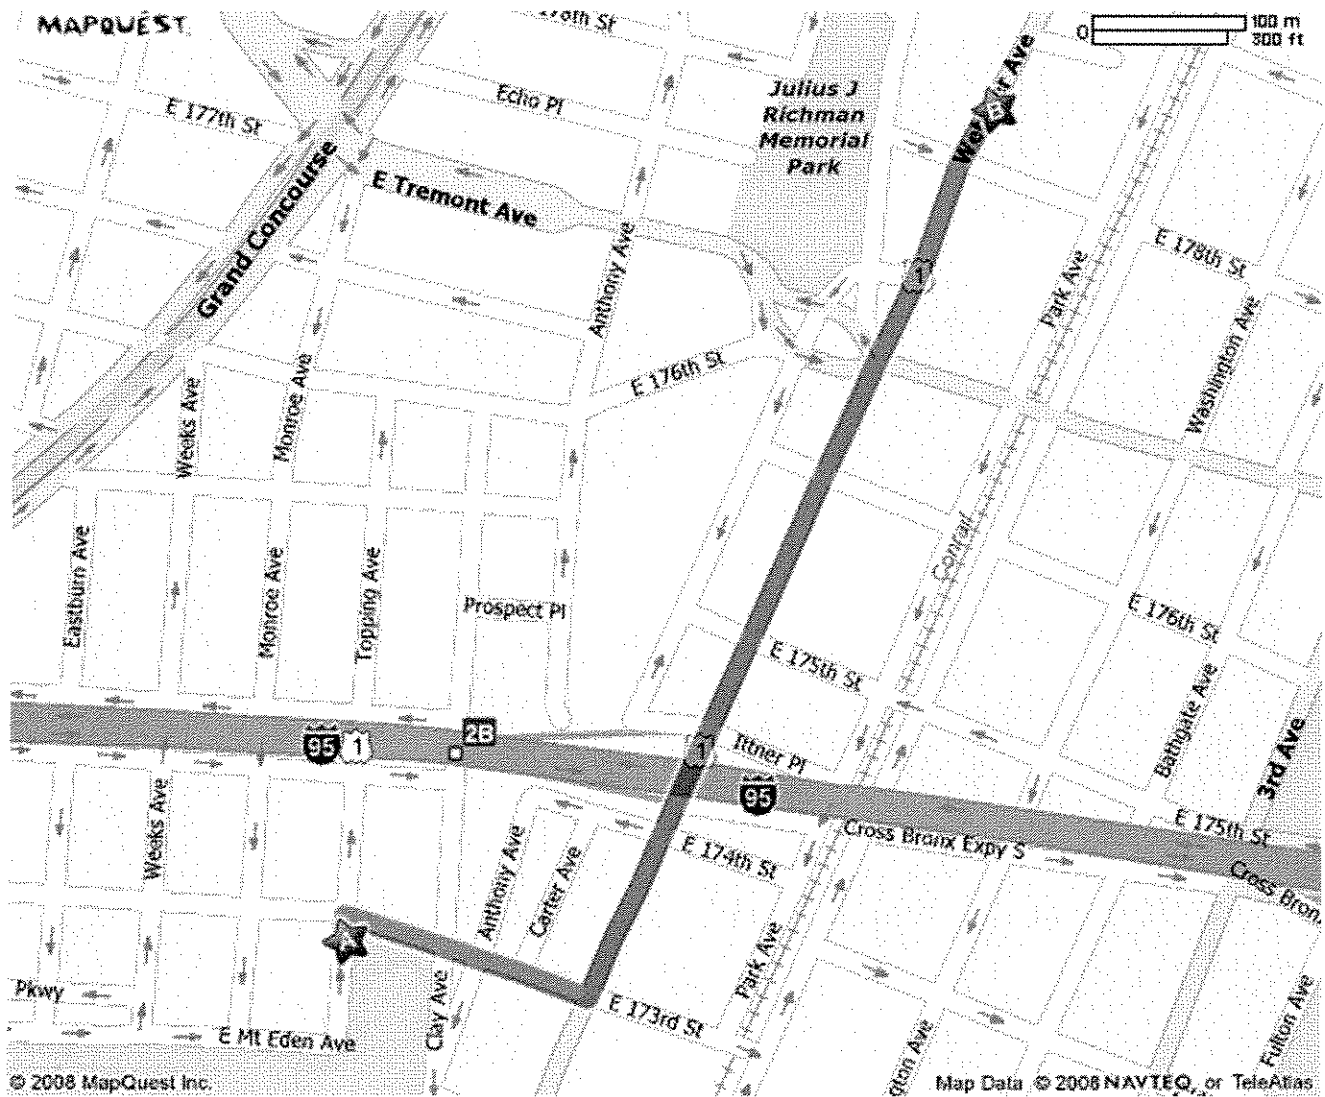 MAPQUEST
0
100 m
300 ft
Echo Pl
E 177th St
Julius J
Richman
Memorial
Park
E Tremont Ave
Grand Concourse
Anthony Ave
E 178th St
Park Ave
Washington Ave
1
E 176th St
Weeks Ave
Monroe Ave
Conrail
Eastburn Ave
Monroe Ave
Topping Ave
Prospect Pl
E 176th St
E 175th St
Bathgate Ave
3rd Ave
2B
95
1
1
95
E 175th St
Cross Bronx Expy S
E 174th St
Weeks Ave
Anthony Ave
Carter Ave
Park Ave
Pkwy
E Mt Eden Ave
Clay Ave
E 173rd St
Fulton Ave
© 2008 MapQuest Inc.
Map Data © 2008 NAVTEQ, or TeleAtlas